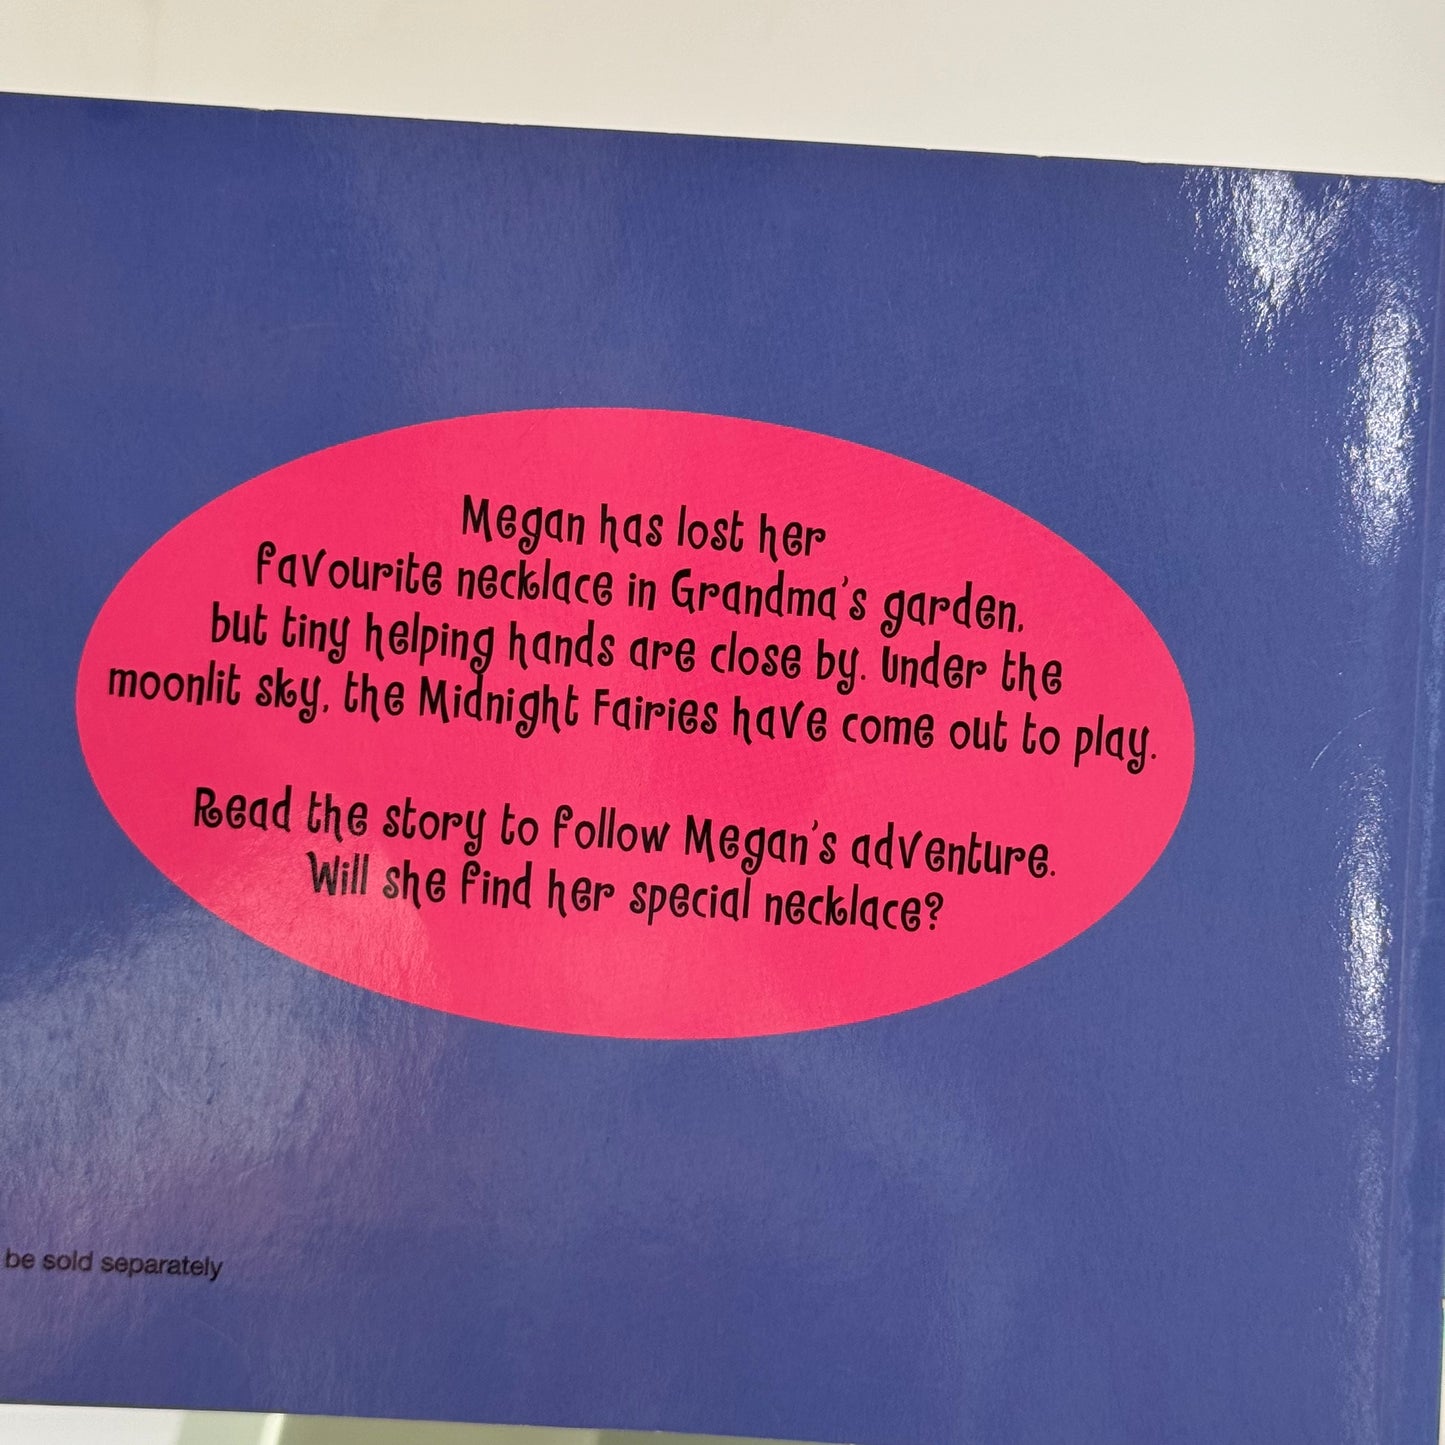 Megan has lost her
favourite necklace in Grandma's garden,
but tiny helping hands are close by. Under the
moonlit sky, the Midnight Fairies have come out to play.
Read the story to follow Megan's adventure.
Will she find her special necklace?
be sold separately